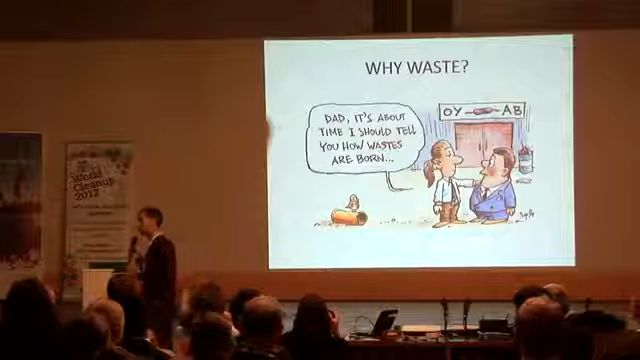 WHY WASTE?
DAD, IT'S ABOUT
TIME I SHOULD TELL
YOU HOW WASTES
ARE BORN...
OY AB
World
Cleanup
2012